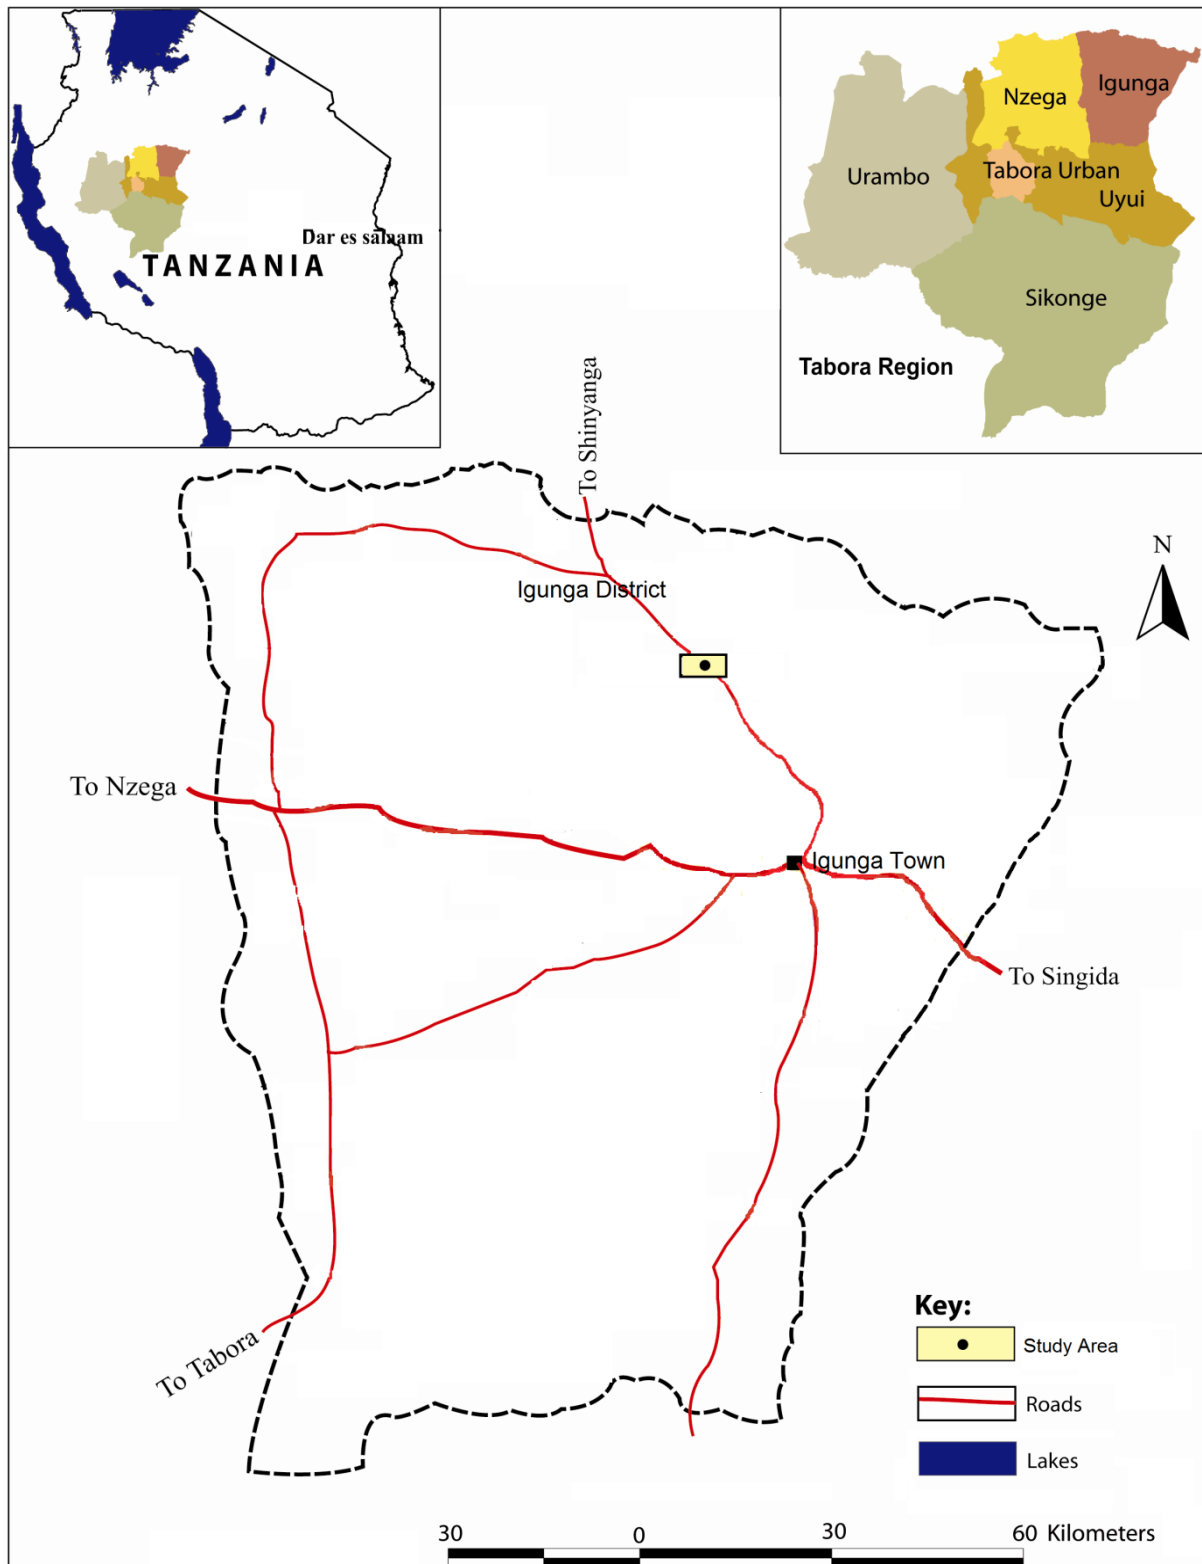 Dar es salaam
TANZANIA
Nzega
Igunga
Urambo
Tabora Urban
Uyui
Sikonge
Tabora Region
To Shinyanga
N
Igunga District
To Nzega
Igunga Town
To Singida
To Tabora
Key:
Study Area
Roads
Lakes
30 0 30 60 Kilometers